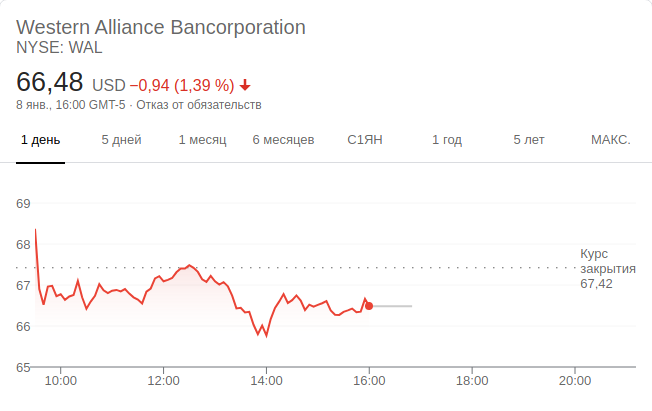 Western Alliance Bancorporation
NYSE: WAL
66,48 USD −0,94 (1,39 %)
8 янв., 16:00 GMT-5 · Отказ от обязательств
1 день 5 дней 1 месяц 6 месяцев С1ЯН 1 год 5 лет МАКС.
69
68
67
66
65
Курс
закрытия
67,42
10:00 12:00 14:00 16:00 18:00 20:00